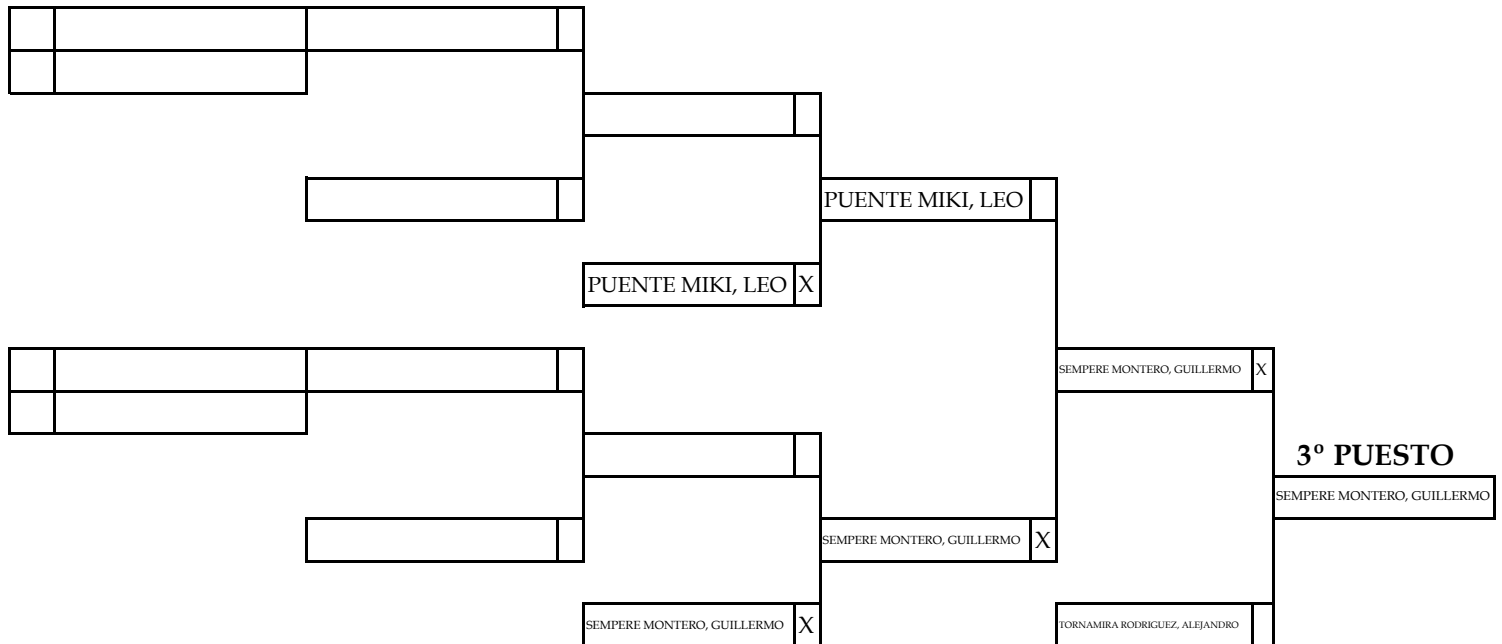 PUENTE MIKI, LEO
PUENTE MIKI, LEO X
SEMPERE MONTERO, GUILLERMO X
3º PUESTO
SEMPERE MONTERO, GUILLERMO
SEMPERE MONTERO, GUILLERMO X
SEMPERE MONTERO, GUILLERMO X
TORNAMIRA RODRIGUEZ, ALEJANDRO